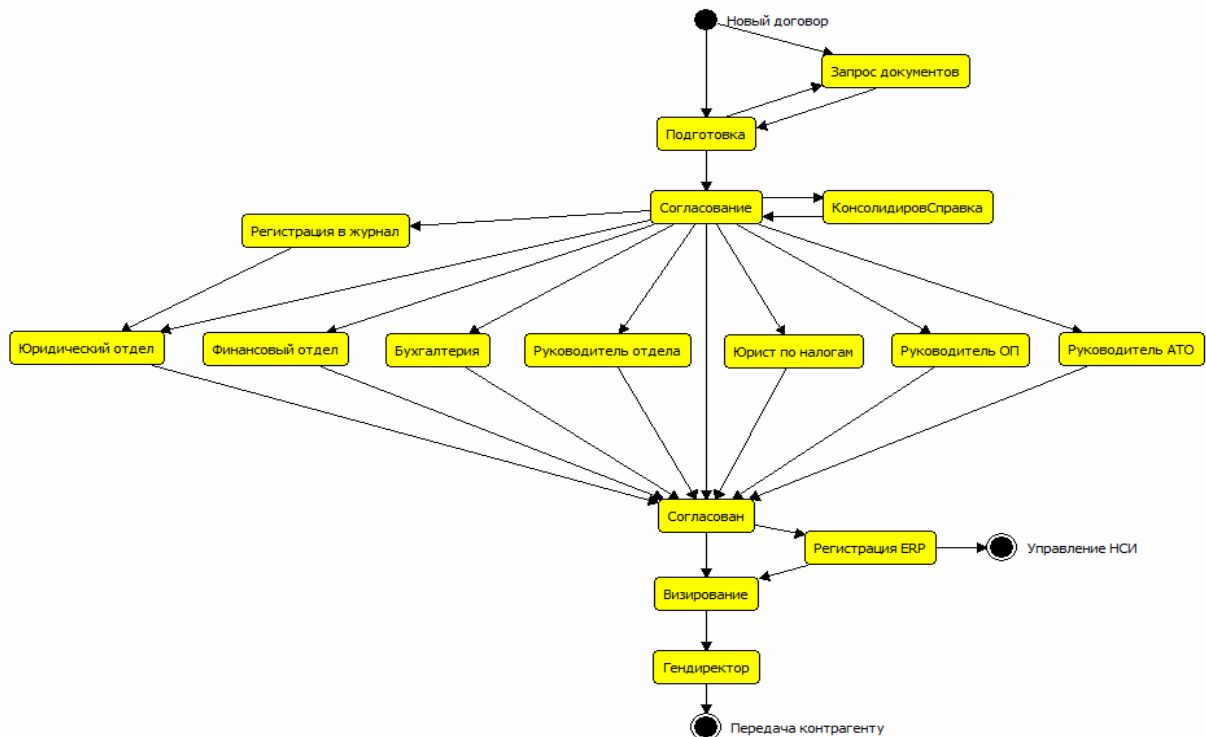 Новый договор
Запрос документов
Подготовка
Согласование
КонсолидировСправка
Регистрация в журнал
Юридический отдел
Финансовый отдел
Бухгалтерия
Руководитель отдела
Юрист по налогам
Руководитель ОП
Руководитель АТО
Согласован
Регистрация ERP
Управление НСИ
Визирование
Гендиректор
Передача контрагенту